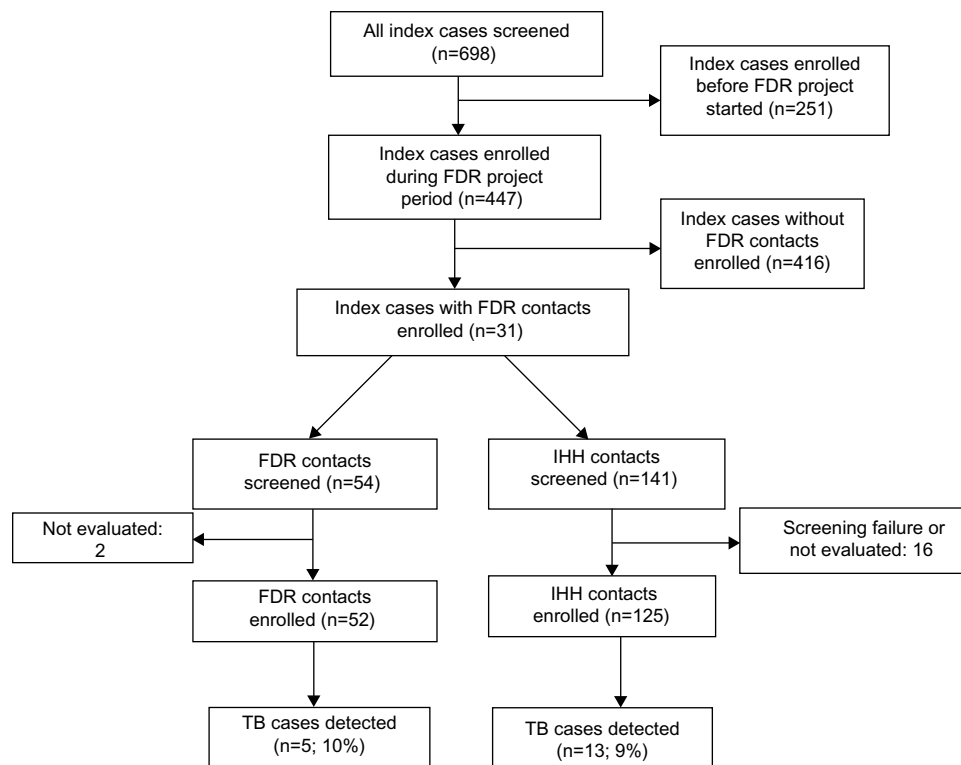 All index cases screened
(n=698)
Index cases enrolled
before FDR project
started (n=251)
Index cases enrolled
during FDR project
period (n=447)
Index cases without
FDR contacts
enrolled (n=416)
Index cases with FDR contacts
enrolled (n=31)
FDR contacts
screened (n=54)
IHH contacts
screened (n=141)
Not evaluated:
2
Screening failure or
not evaluated: 16
FDR contacts
enrolled (n=52)
IHH contacts
enrolled (n=125)
TB cases detected
(n=5; 10%)
TB cases detected
(n=13; 9%)